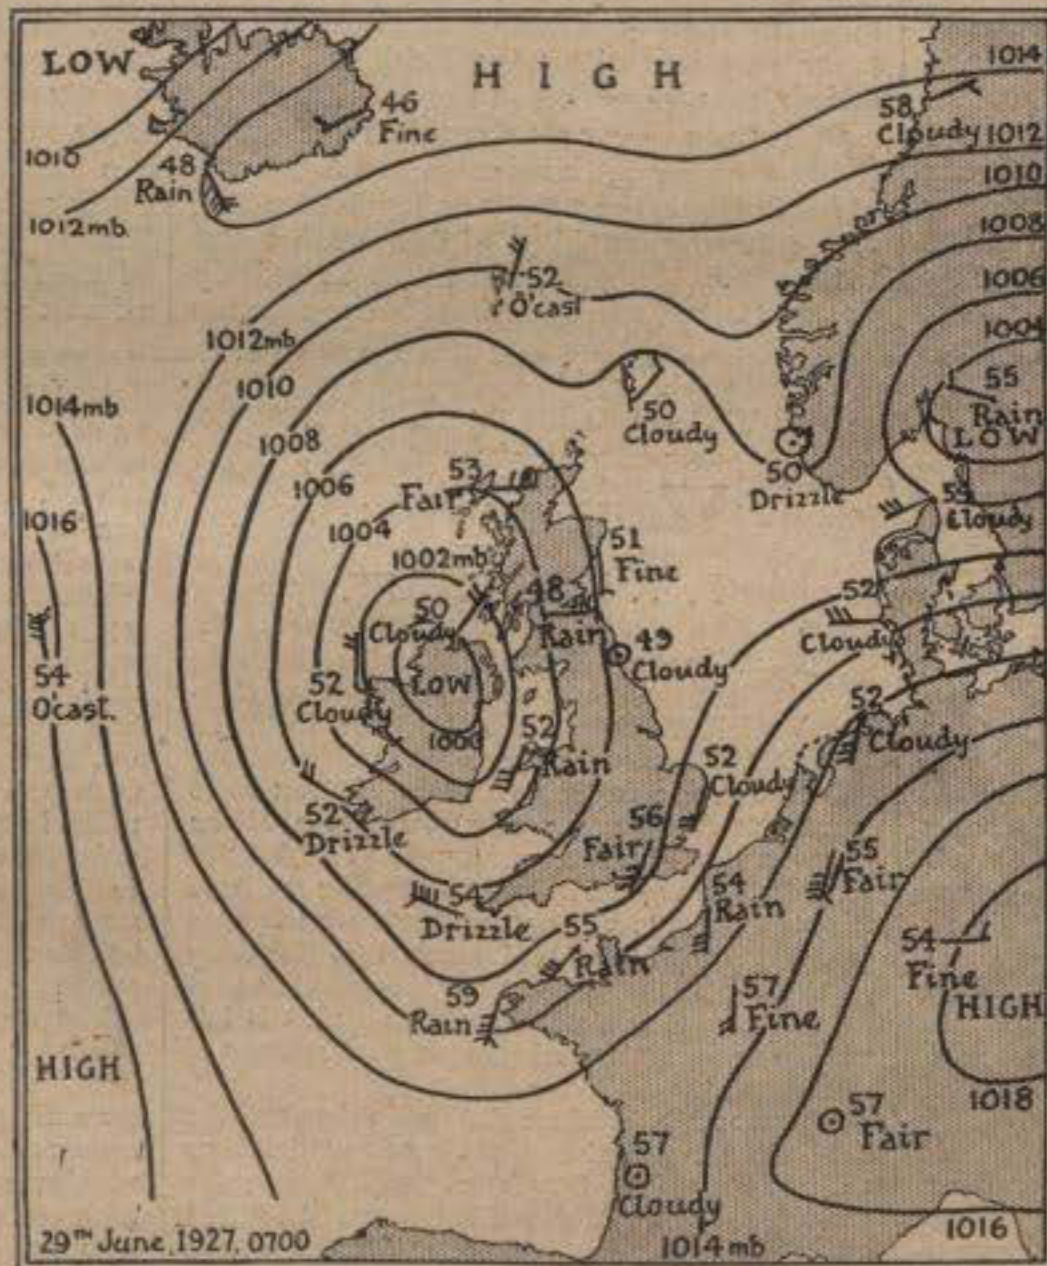 LOW
HIGH
1014
46
Fine
58
Cloudy
1012
1010
48
Rain
1010
1012mb.
1008
52
O'cast
1006
1004
1012mb
1010
1014mb
1008
50
Cloudy
55
Rain
LOW
1006
53
Fair
50
Drizzle
55
Cloudy
1016
1004
1002mb
51
Fine
48
Rain
52
Cloudy
50
Cloudy
49
Cloudy
54
O'cast.
52
Cloudy
LOW
1000
52
Rain
52
Cloudy
52
Cloudy
52
Drizzle
56
Fair
55
Fair
54
Rain
54
Drizzle
55
Rain
54
Fine
59
Rain
57
Fine
HIGH
HIGH
1018
57
Fair
57
Cloudy
1016
29TH June, 1927, 0700
1014mb